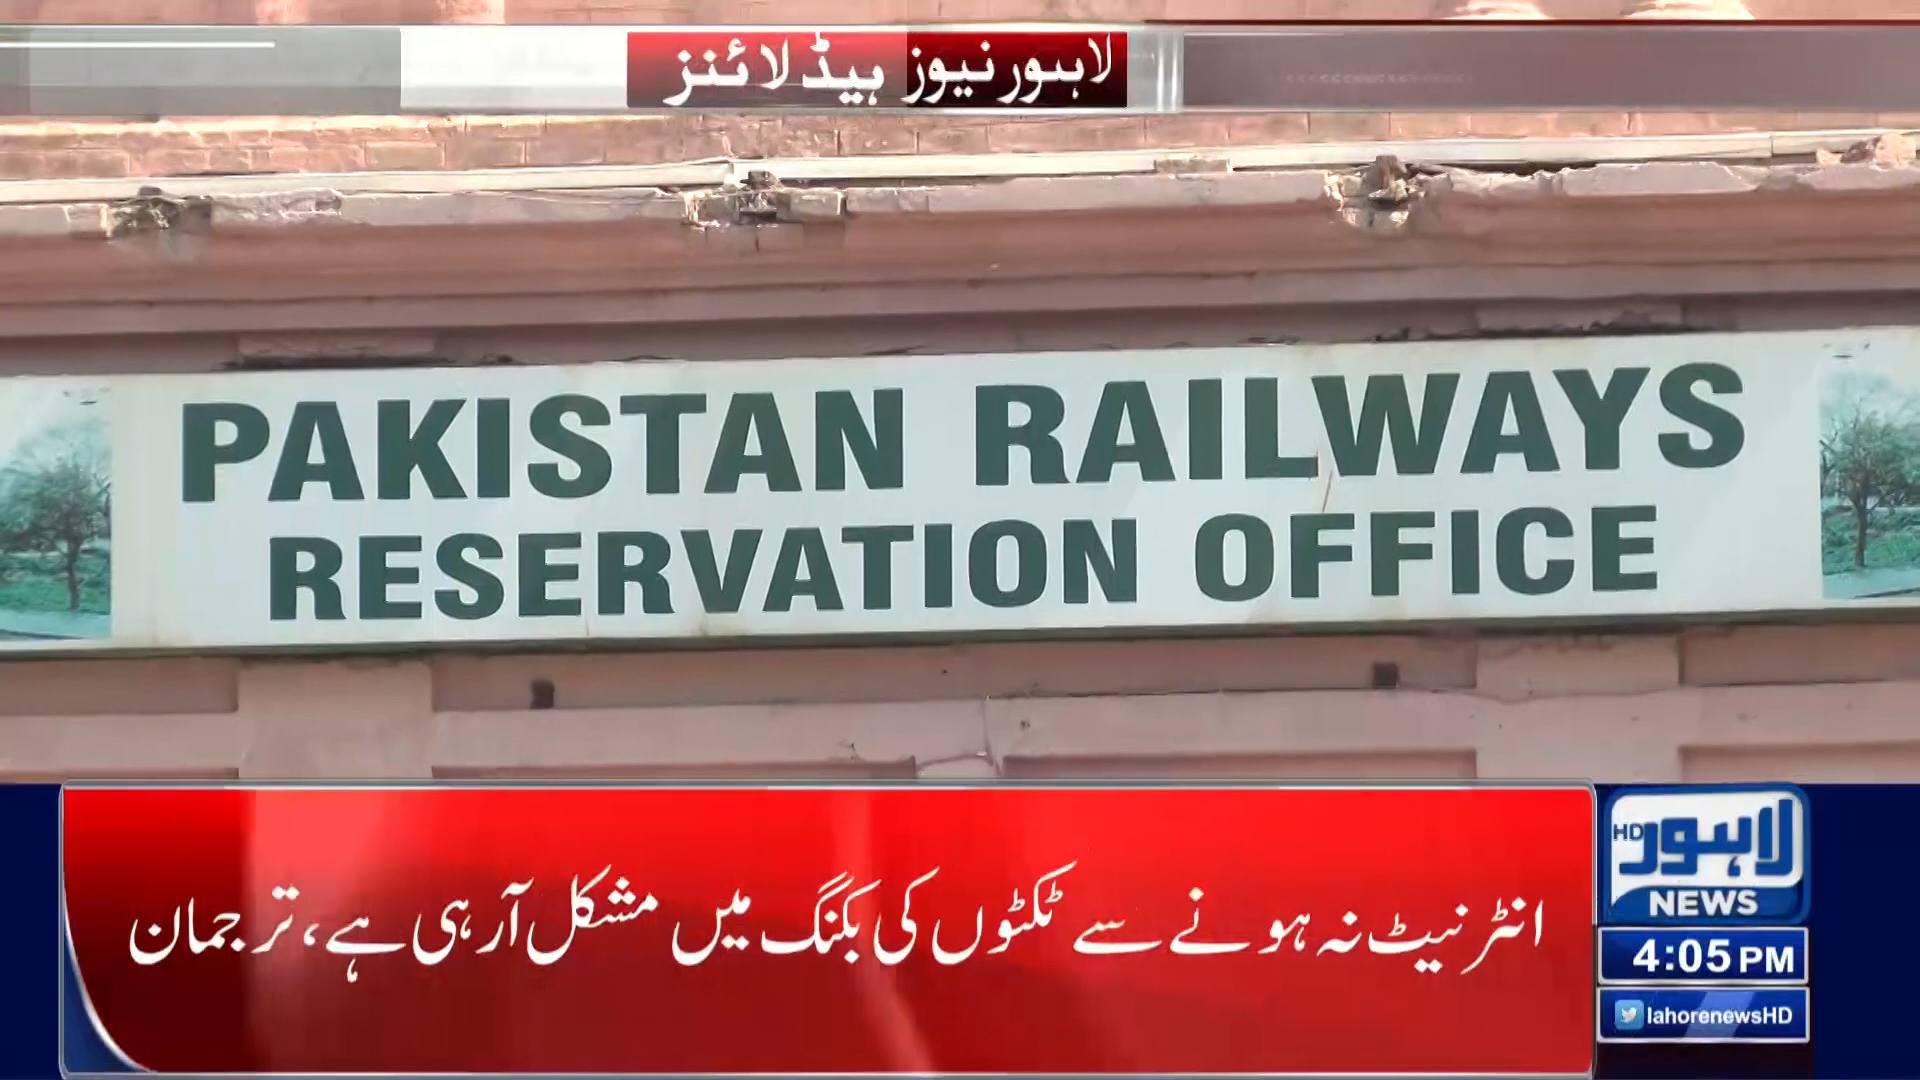 لاہور نیوز ہیڈ لائنز
PAKISTAN RAILWAYS
RESERVATION OFFICE
انٹرنیٹ نہ ہونے سے ٹکٹوں کی بکنگ میں مشکل آرہی ہے، ترجمان
لاہور HD
NEWS
4:05 PM
lahorenewsHD